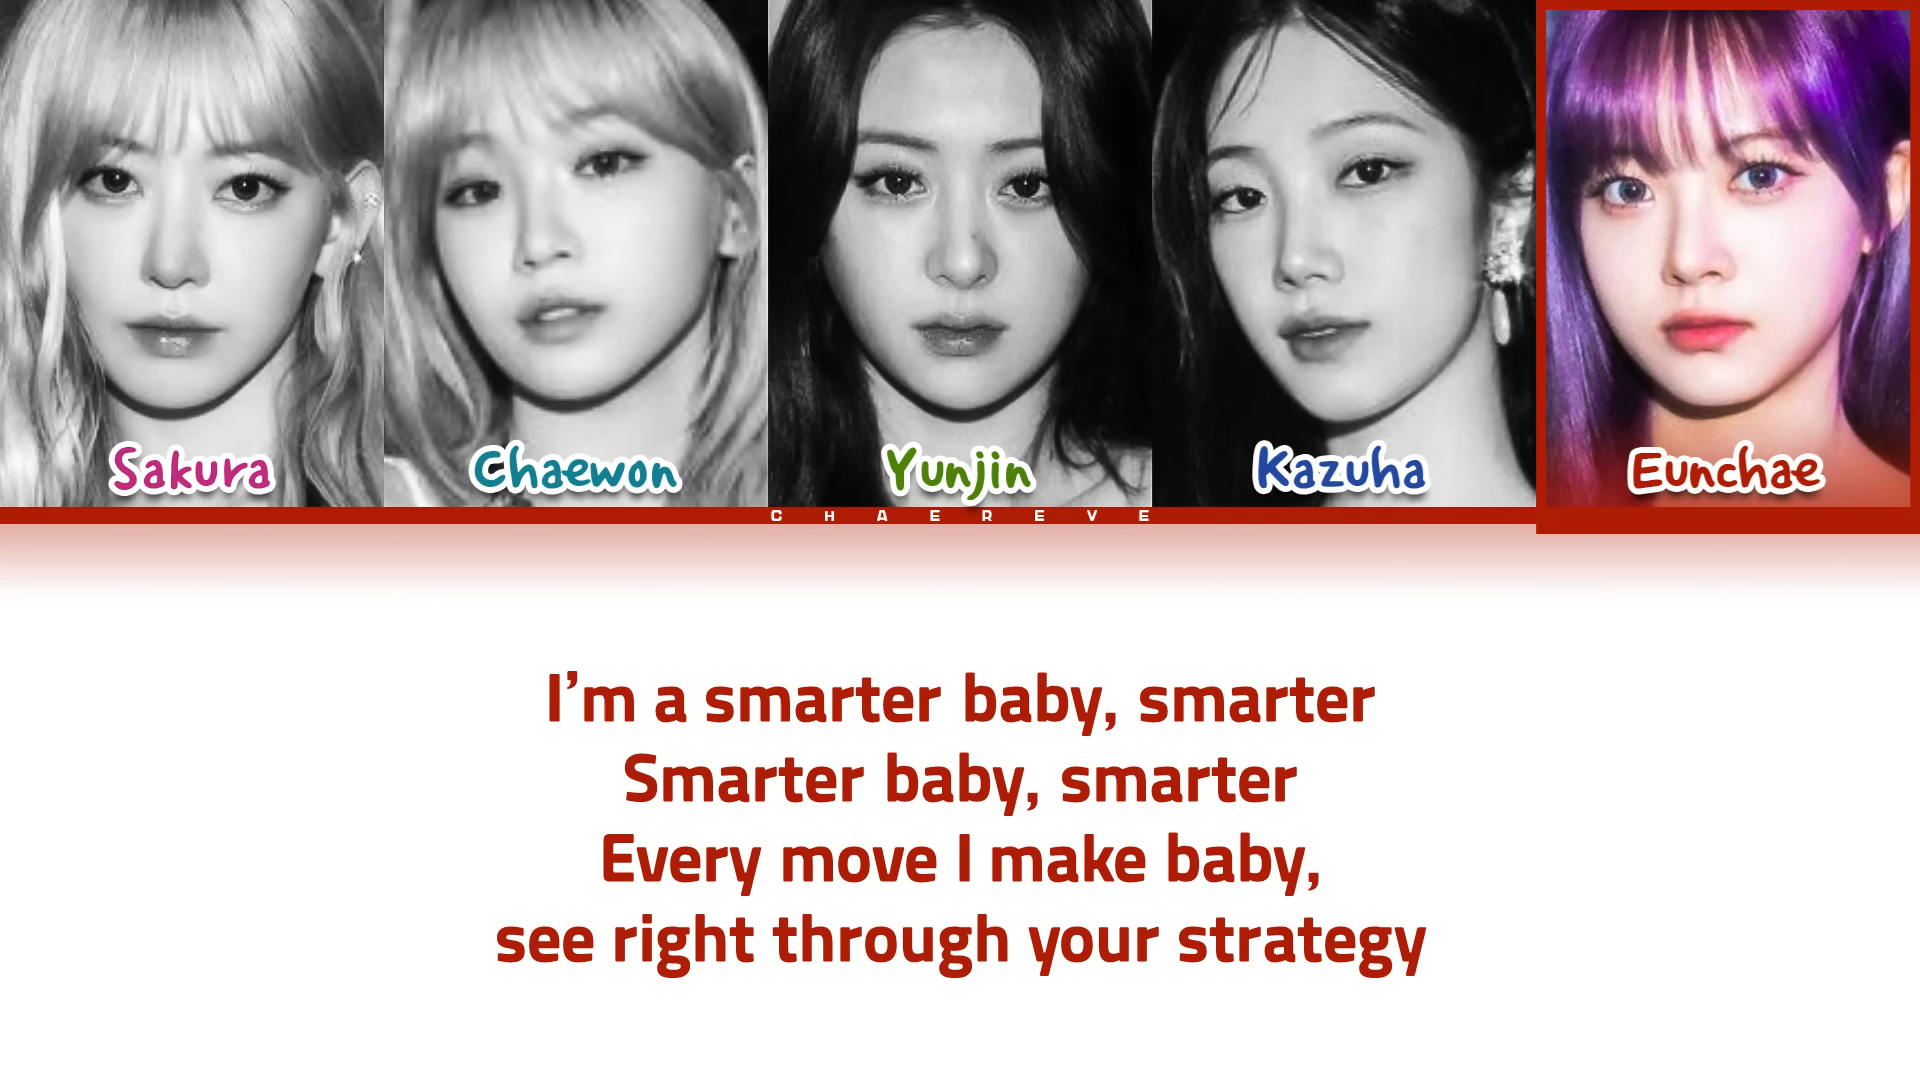 Sakura
Chaewon
Yunjin
Kazuha
Eunchae
CHAEREVE
I’m a smarter baby, smarter
Smarter baby, smarter
Every move I make baby,
see right through your strategy